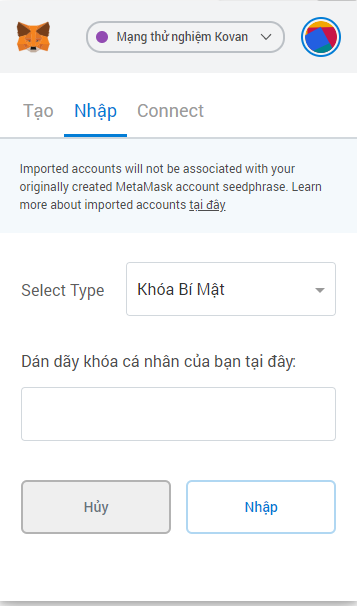 Mạng thử nghiệm Kovan
Tạo Nhập Connect
Imported accounts will not be associated with your
originally created MetaMask account seedphrase. Learn
more about imported accounts tại đây
Select Type Khóa Bí Mật
Dán dãy khóa cá nhân của bạn tại đây:
Hủy Nhập